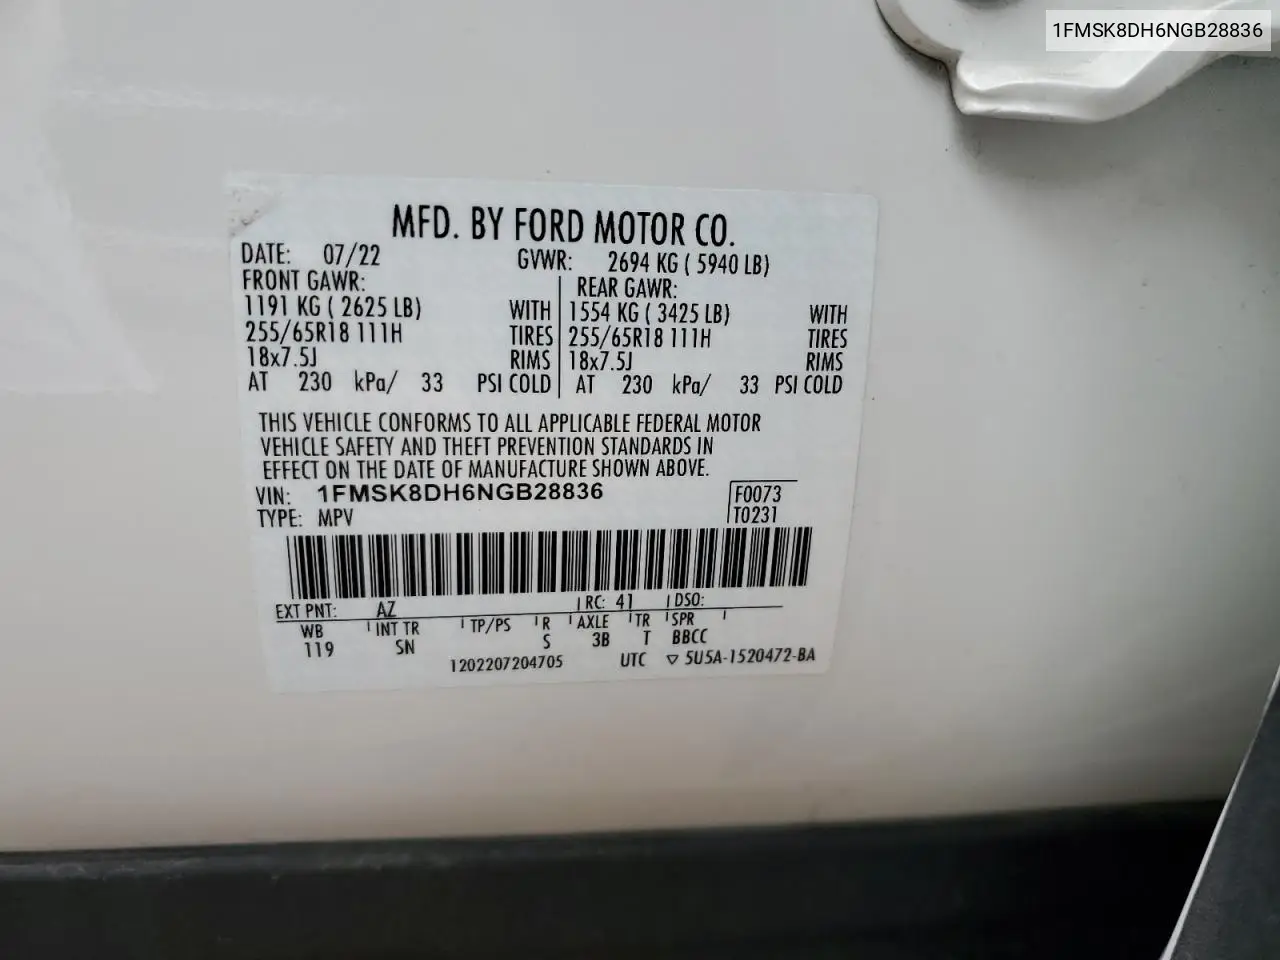 1FMSK8DH6NGB28836
MFD. BY FORD MOTOR CO.
DATE: 07/22 GVWR: 2694 KG ( 5940 LB)
FRONT GAWR: REAR GAWR:
1191 KG ( 2625 LB) WITH 1554 KG ( 3425 LB) WITH
255/65R18 111H TIRES 255/65R18 111H TIRES
18x7.5J RIMS 18x7.5J RIMS
AT 230 kPa/ 33 PSI COLD AT 230 kPa/ 33 PSI COLD
THIS VEHICLE CONFORMS TO ALL APPLICABLE FEDERAL MOTOR
VEHICLE SAFETY AND THEFT PREVENTION STANDARDS IN
EFFECT ON THE DATE OF MANUFACTURE SHOWN ABOVE.
VIN: 1FMSK8DH6NGB28836 F0073
TYPE: MPV T0231
EXT PNT: AZ RC: 41 DSO:
WB INT TR TP/PS R AXLE TR SPR
119 SN S 3B T BBCC
1202207204705 UTC ▽ 5U5A-1520472-BA